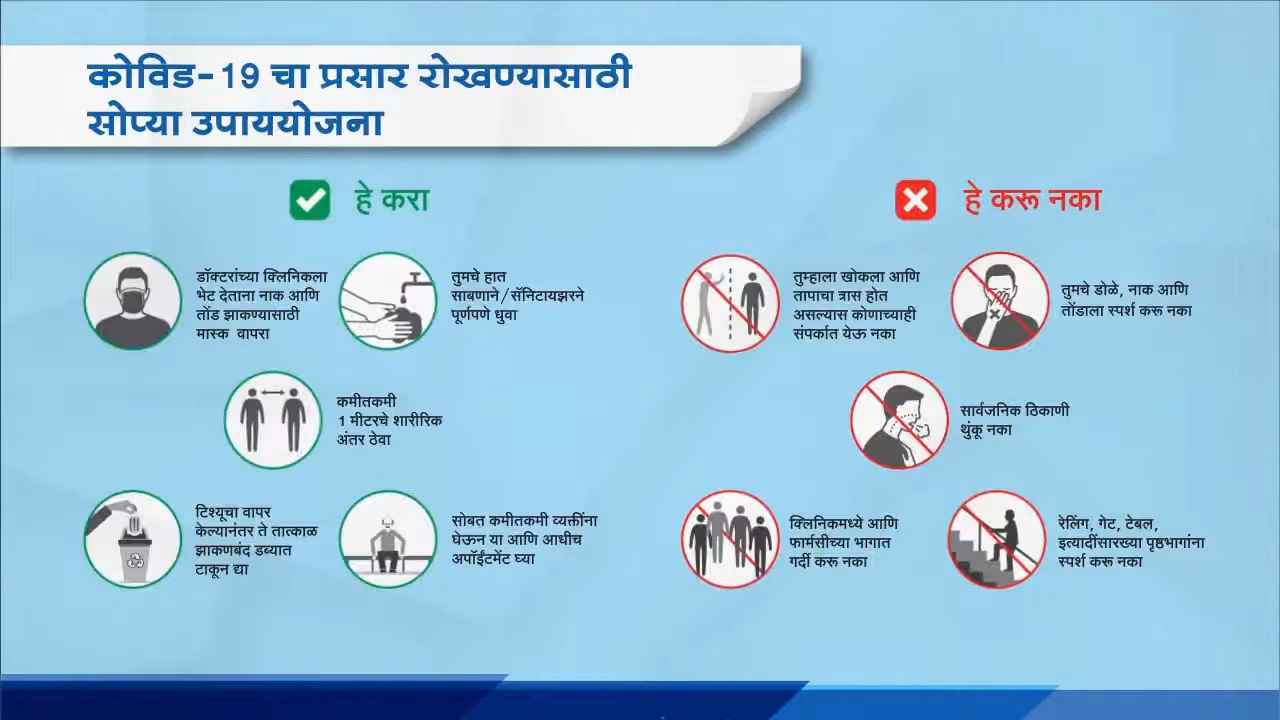 कोविड-19 चा प्रसार रोखण्यासाठी
सोप्या उपाययोजना
हे करा
डॉक्टरांच्या क्लिनिकला
भेट देताना नाक आणि
तोंड झाकण्यासाठी
मास्क वापरा
तुमचे हात
साबणाने/सॅनिटायझरने
पूर्णपणे धुवा
कमीतकमी
1 मीटरचे शारीरिक
अंतर ठेवा
टिश्यूचा वापर
केल्यानंतर ते तात्काळ
झाकणबंद डब्यात
टाकून द्या
सोबत कमीतकमी व्यक्तींना
घेऊन या आणि आधीच
अपॉईंटमेंट घ्या
हे करू नका
तुम्हाला खोकला आणि
तापाचा त्रास होत
असल्यास कोणाच्याही
संपर्कात येऊ नका
तुमचे डोळे, नाक आणि
तोंडाला स्पर्श करू नका
सार्वजनिक ठिकाणी
थुंकू नका
क्लिनिकमध्ये आणि
फार्मसीच्या भागात
गर्दी करू नका
रेलिंग, गेट, टेबल,
इत्यादींसारख्या पृष्ठभागांना
स्पर्श करू नका